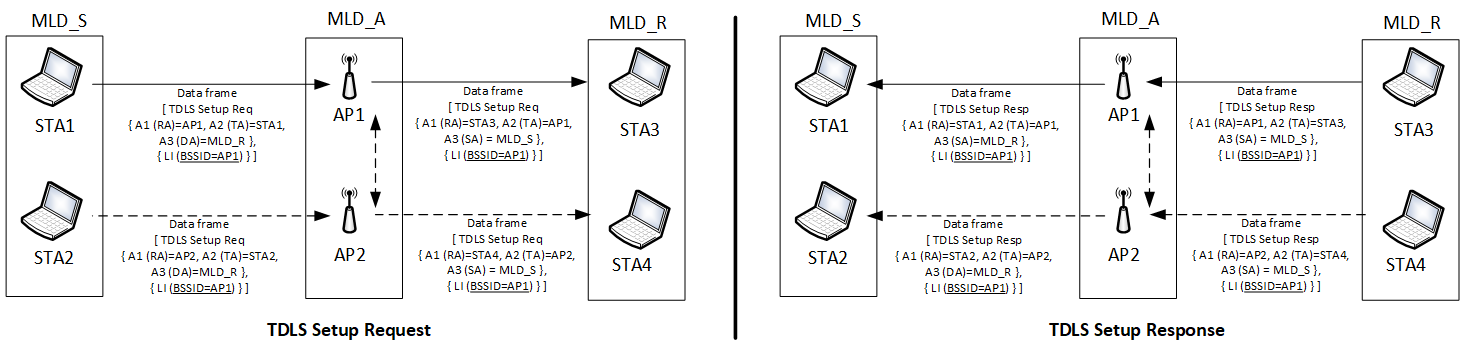 MLD_S
MLD_A
MLD_R
STA1
AP1
STA3
Data frame
[ TDLS Setup Req
{ A1 (RA)=AP1, A2 (TA)=STA1,
A3 (DA)=MLD_R },
{ LI (BSSID=AP1) } ]
Data frame
[ TDLS Setup Req
{ A1 (RA)=STA3, A2 (TA)=AP1,
A3 (SA) = MLD_S },
{ LI (BSSID=AP1) } ]
STA2
AP2
STA4
Data frame
[ TDLS Setup Req
{ A1 (RA)=AP2, A2 (TA)=STA2,
A3 (DA)=MLD_R },
{ LI (BSSID=AP1) } ]
Data frame
[ TDLS Setup Req
{ A1 (RA)=STA4, A2 (TA)=AP2,
A3 (SA) = MLD_S },
{ LI (BSSID=AP1) } ]
TDLS Setup Request
MLD_S
MLD_A
MLD_R
STA1
AP1
STA3
Data frame
[ TDLS Setup Resp
{ A1 (RA)=STA1, A2 (TA)=AP1,
A3 (SA)=MLD_R },
{ LI (BSSID=AP1) } ]
Data frame
[ TDLS Setup Resp
{ A1 (RA)=AP1, A2 (TA)=STA3,
A3 (SA) = MLD_S },
{ LI (BSSID=AP1) } ]
STA2
AP2
STA4
Data frame
[ TDLS Setup Resp
{ A1 (RA)=STA2, A2 (TA)=AP2,
A3 (DA)=MLD_R },
{ LI (BSSID=AP1) } ]
Data frame
[ TDLS Setup Resp
{ A1 (RA)=AP2, A2 (TA)=STA4,
A3 (SA) = MLD_S },
{ LI (BSSID=AP1) } ]
TDLS Setup Response